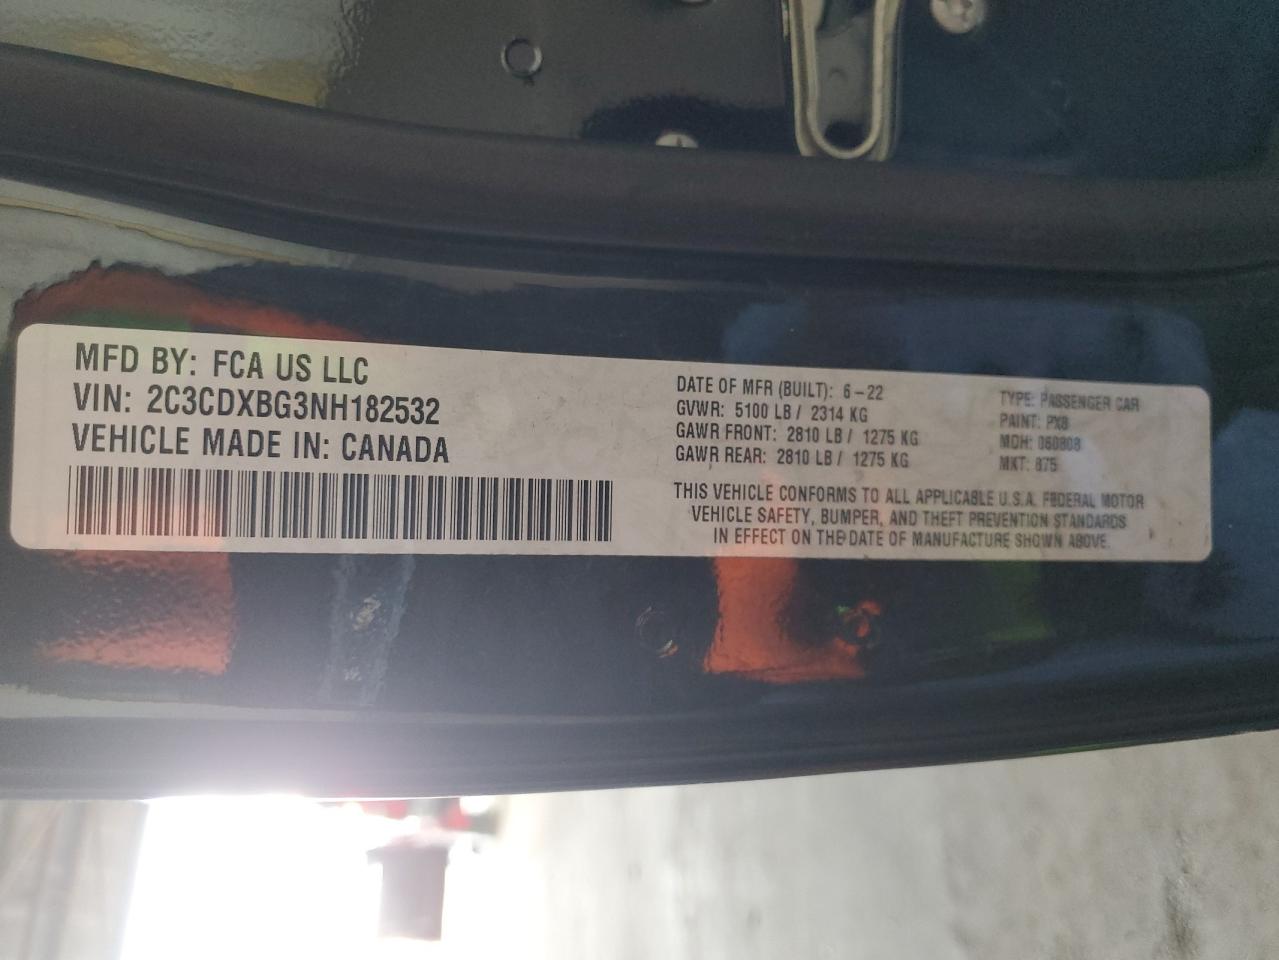 MFD BY: FCA US LLC
VIN: 2C3CDXBG3NH182532
VEHICLE MADE IN: CANADA
DATE OF MFR (BUILT): 6-22
GVWR: 5100 LB / 2314 KG
GAWR FRONT: 2810 LB / 1275 KG
GAWR REAR: 2810 LB / 1275 KG
TYPE: PASSENGER CAR
PAINT: PX8
MDH: 060808
MKT: 875
THIS VEHICLE CONFORMS TO ALL APPLICABLE U.S.A. FEDERAL MOTOR
VEHICLE SAFETY, BUMPER, AND THEFT PREVENTION STANDARDS
IN EFFECT ON THE DATE OF MANUFACTURE SHOWN ABOVE.